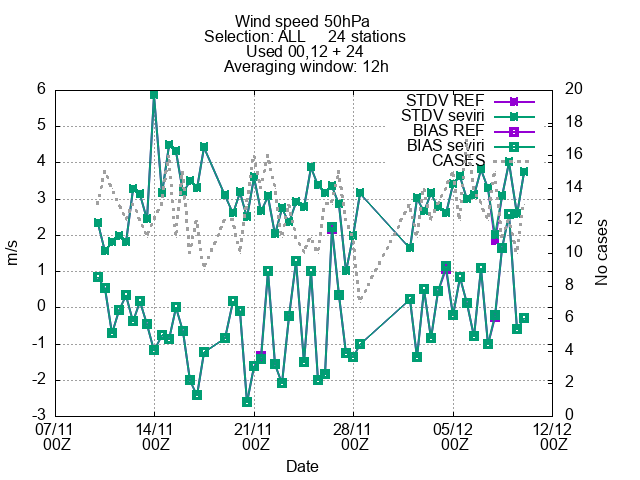 Wind speed 50hPa
Selection: ALL 24 stations
Used 00,12 + 24
Averaging window: 12h
STDV REF
STDV seviri
BIAS REF
BIAS seviri
CASES
6
5
4
3
2
1
0
-1
-2
-3
m/s
20
18
16
14
12
10
8
6
4
2
0
No cases
07/11 14/11 21/11 28/11 05/12 12/12
00Z 00Z 00Z 00Z 00Z 00Z
Date